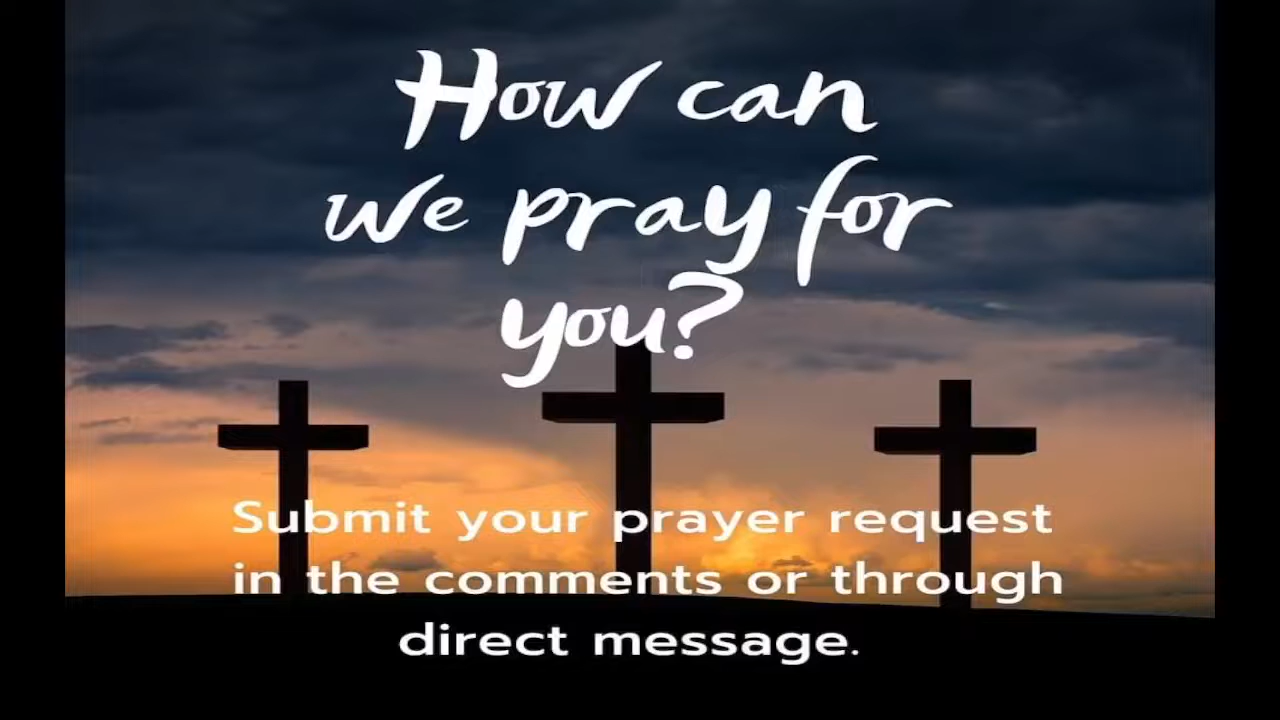 How can
we pray for
you?
Submit your prayer request
in the comments or through
direct message.